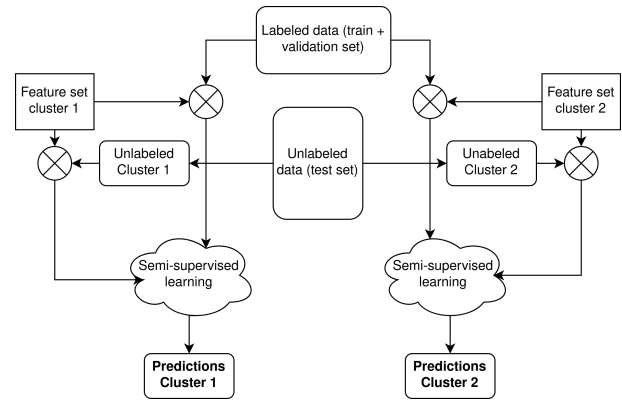 Labeled data (train +
validation set)
Feature set
cluster 1
Feature set
cluster 2
Unlabeled
Cluster 1
Unlabeled
data (test set)
Unabeled
Cluster 2
Semi-supervised
learning
Semi-supervised
learning
Predictions
Cluster 1
Predictions
Cluster 2